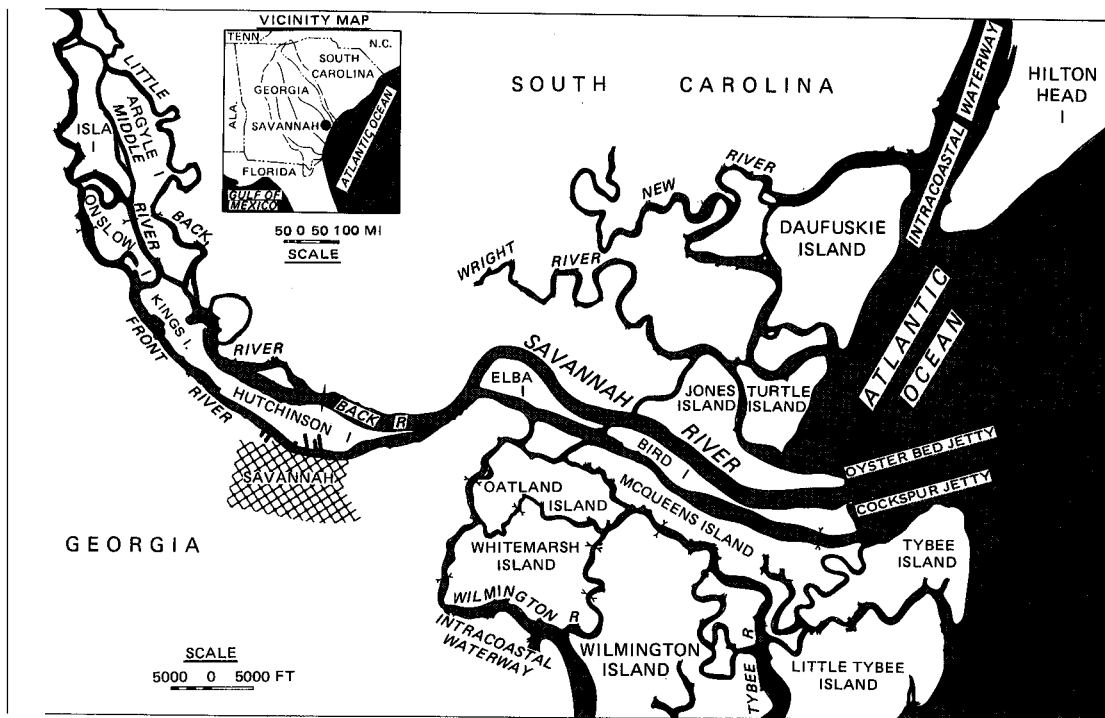 VICINITY MAP
TENN.
N.C.
SOUTH
CAROLINA
GEORGIA
ALA.
SAVANNAH
ATLANTIC OCEAN
FLORIDA
GULF OF
MEXICO
50 0 50 100 MI
SCALE
SOUTH CAROLINA
INTRACOASTAL WATERWAY
HILTON
HEAD
I
LITTLE
ARGYLE
I
MIDDLE
ISLA
I
RIVER
BACK
ONSLOW
I
KINGS I.
FRONT
RIVER
RIVER
HUTCHINSON
I
BACK R
SAVANNAH
NEW
RIVER
DAUFUSKIE
ISLAND
WRIGHT
RIVER
SAVANNAH
RIVER
ELBA
I
JONES
ISLAND
TURTLE
ISLAND
ATLANTIC
OCEAN
BIRD
I
OYSTER BED JETTY
COCKSPUR JETTY
MCQUEENS ISLAND
OATLAND
ISLAND
WHITEMARSH
ISLAND
TYBEE
ISLAND
GEORGIA
WILMINGTON
R
INTRACOASTAL
WATERWAY
WILMINGTON
ISLAND
TYBEE R
LITTLE TYBEE
ISLAND
SCALE
5000 0 5000 FT